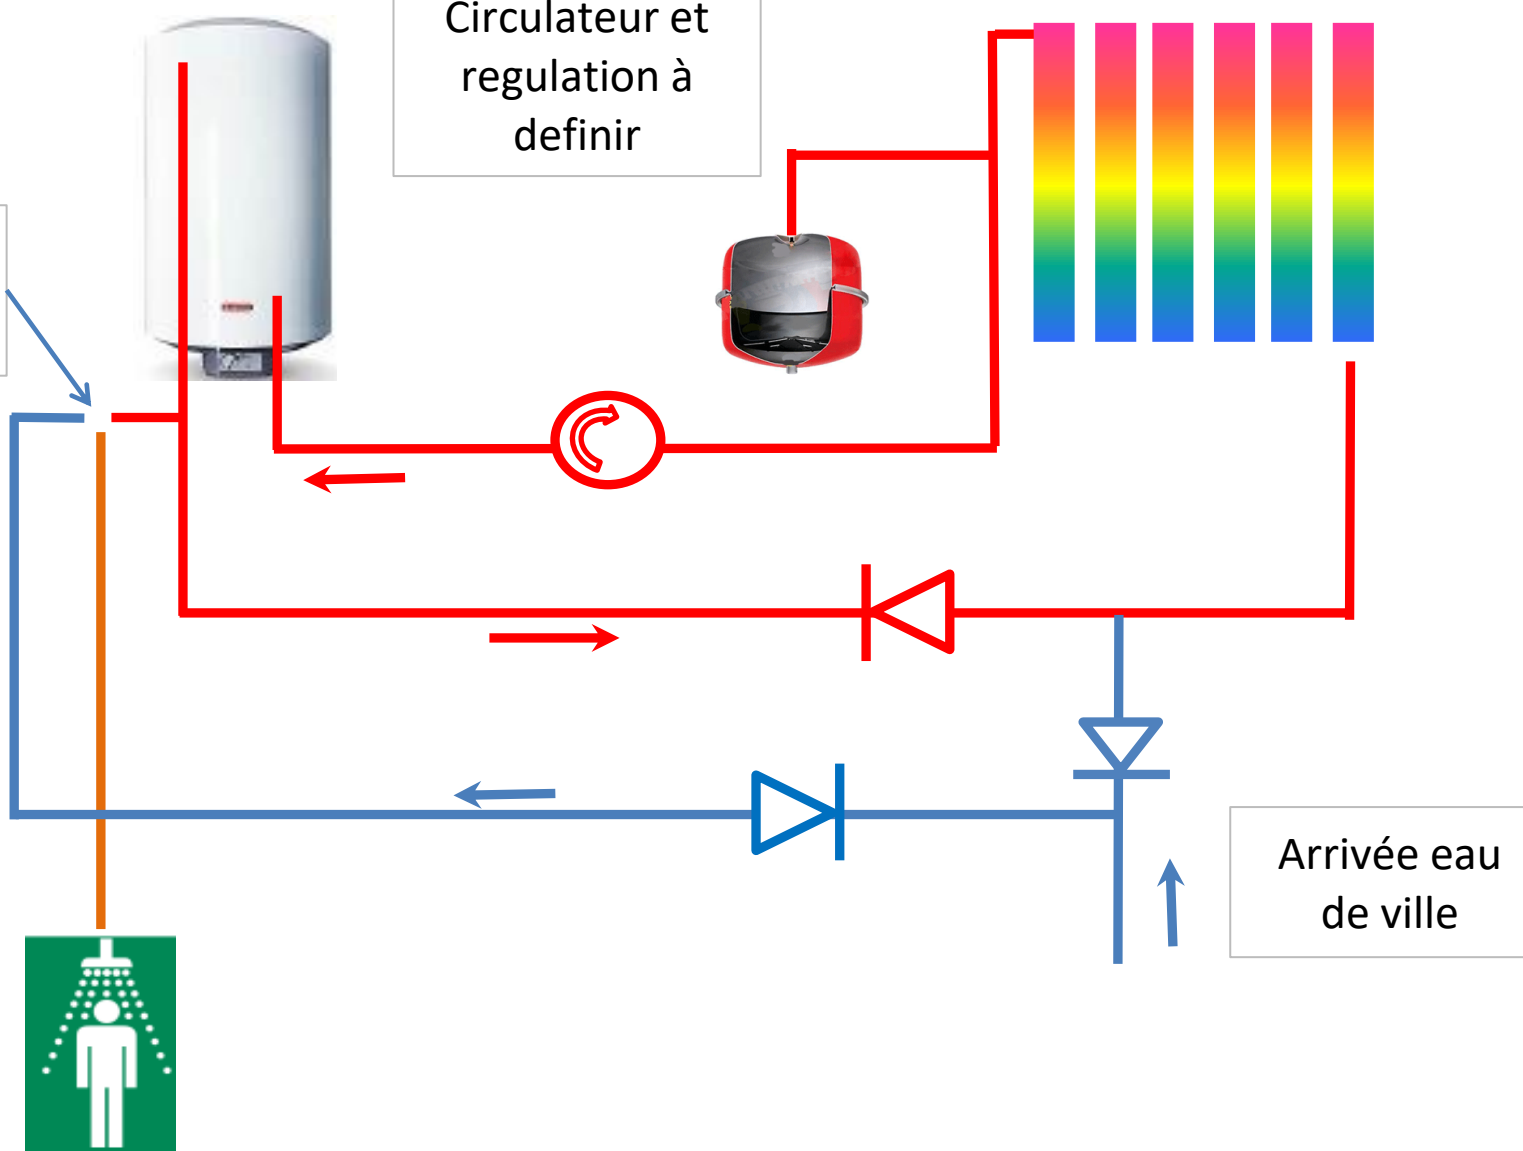 Circulateur et
regulation à
definir
Arrivée eau
de ville